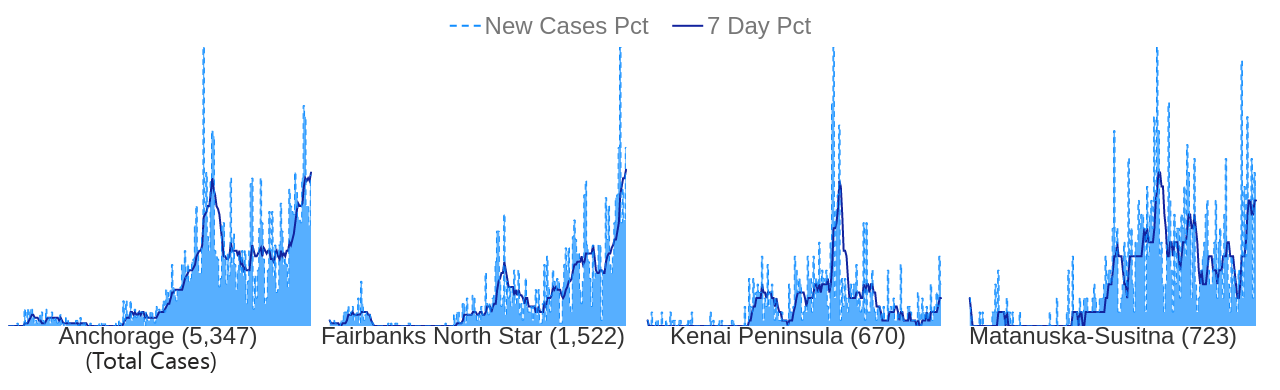 New Cases Pct 7 Day Pct
Anchorage (5,347) Fairbanks North Star (1,522) Kenai Peninsula (670) Matanuska-Susitna (723)
(Total Cases)